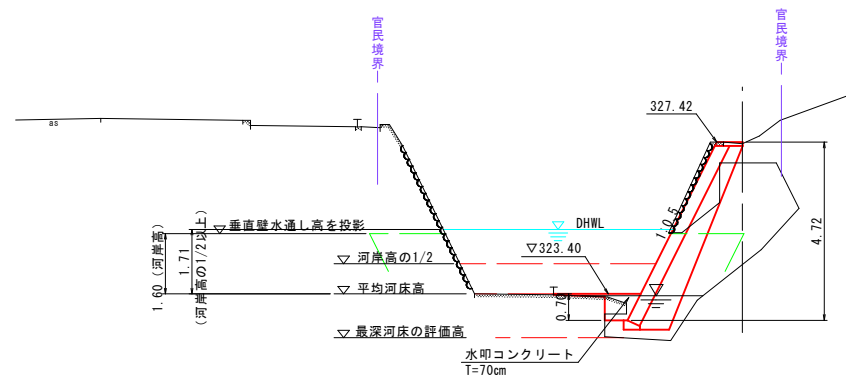 官民境界
官民境界
as
327.42
1:0.5
4.72
▽垂直壁水通し高を投影
DHWL
▽323.40
▽ 河岸高の1/2
▽ 平均河床高
▽ 最深河床の評価高
1.60 (河岸高)
1.71
(河岸高の1/2以上)
0.70
水叩コンクリート
T=70cm